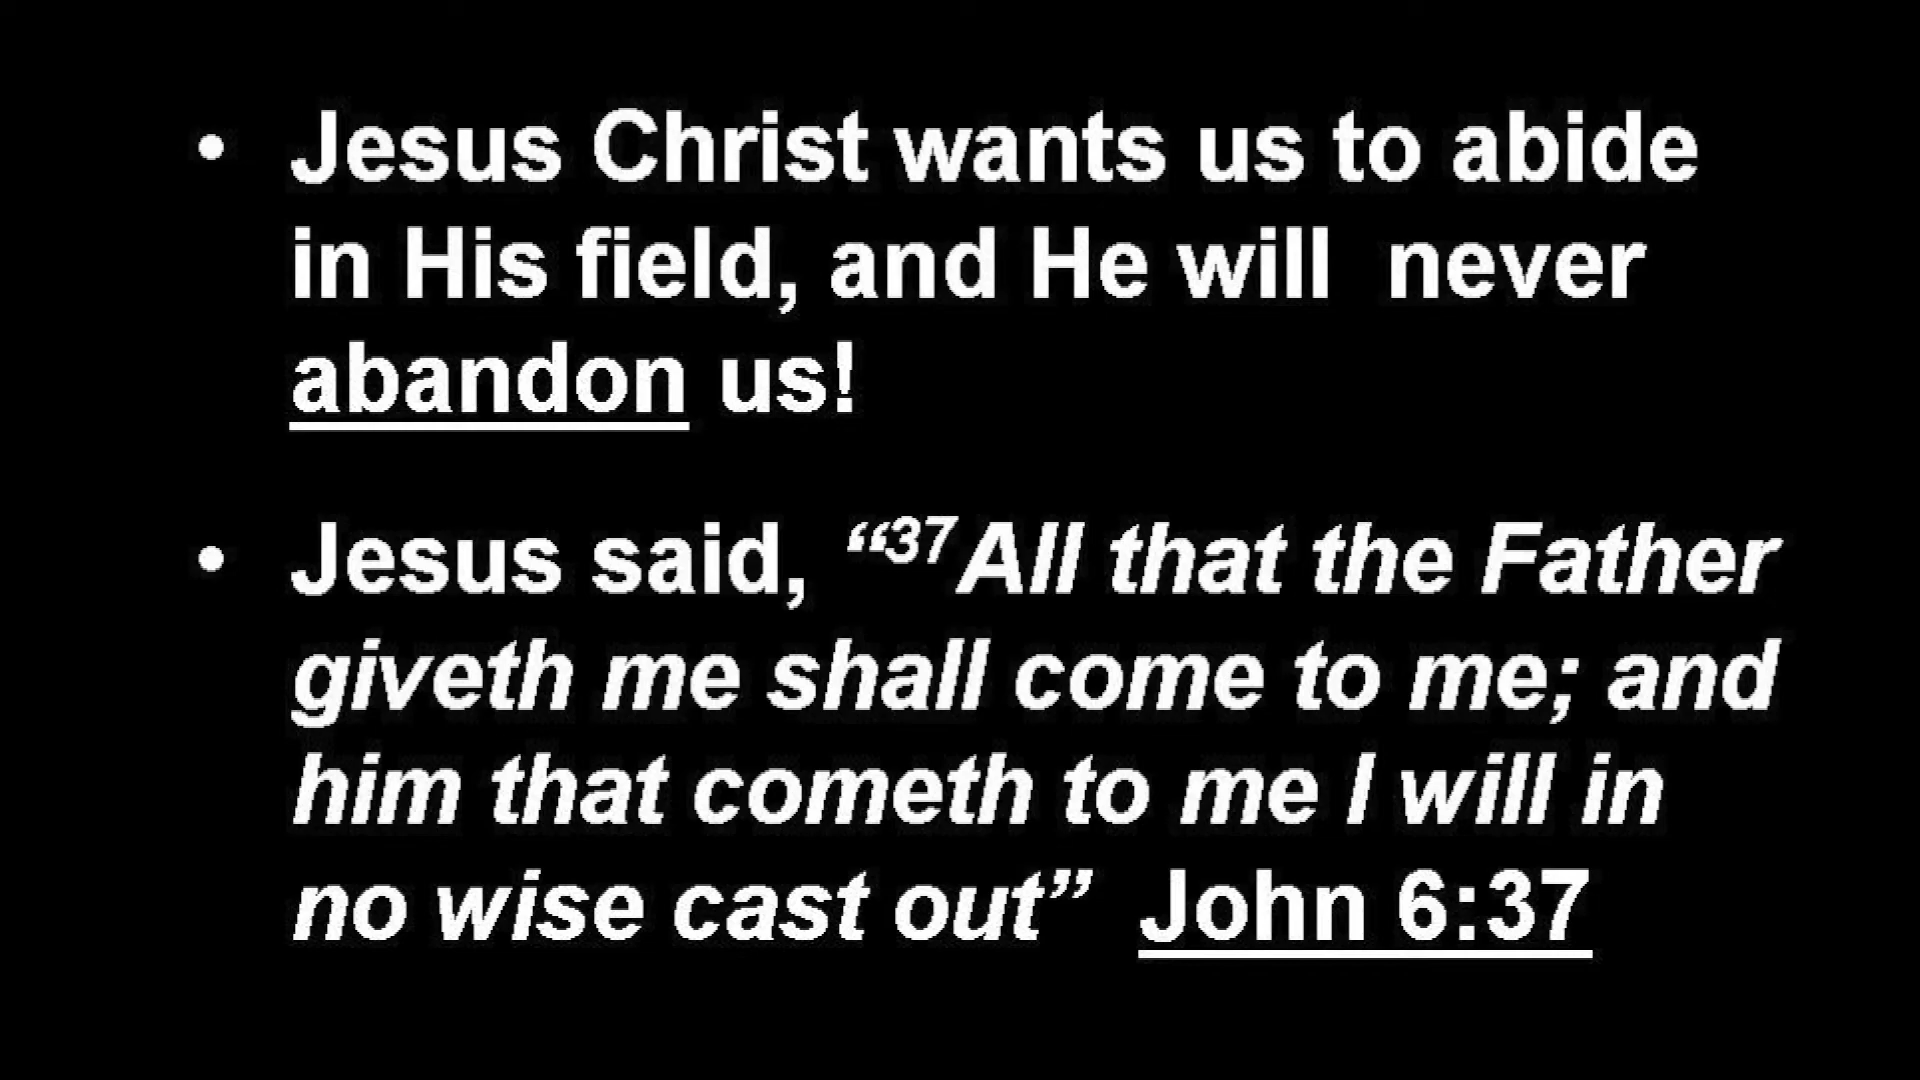 • Jesus Christ wants us to abide
in His field, and He will  never
abandon us!
• Jesus said, “37All that the Father
giveth me shall come to me; and
him that cometh to me I will in
no wise cast out”  John 6:37